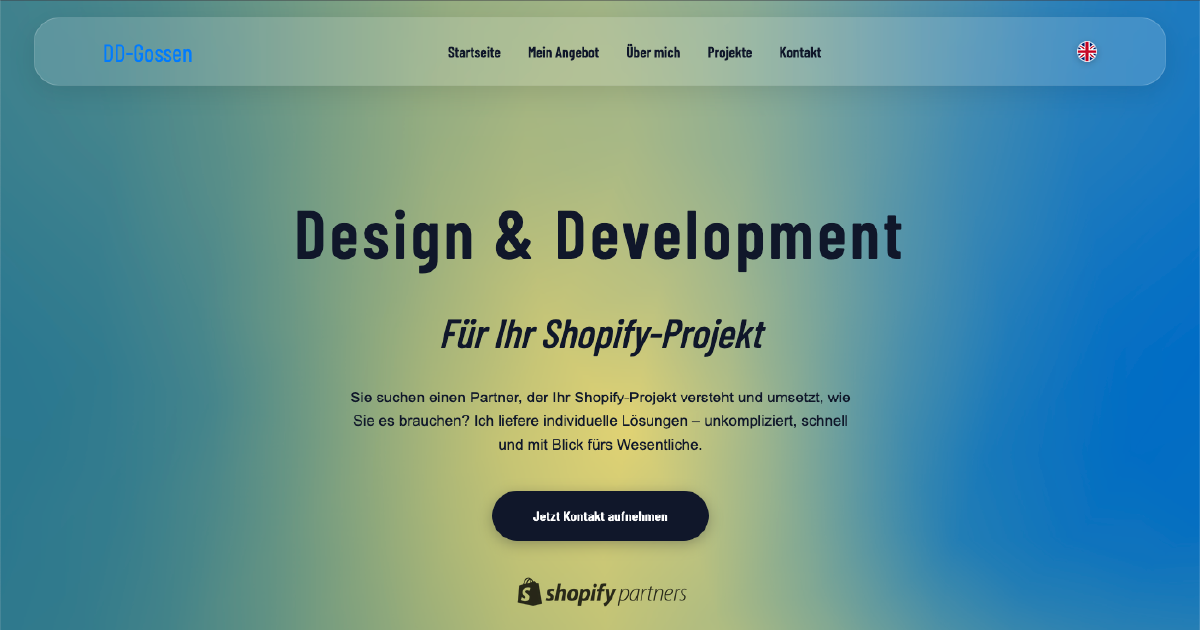 DD-Gossen
Startseite Mein Angebot Über mich Projekte Kontakt
Design & Development
Für Ihr Shopify-Projekt
Sie suchen einen Partner, der Ihr Shopify-Projekt versteht und umsetzt, wie
Sie es brauchen? Ich liefere individuelle Lösungen – unkompliziert, schnell
und mit Blick fürs Wesentliche.
Jetzt Kontakt aufnehmen
shopify partners